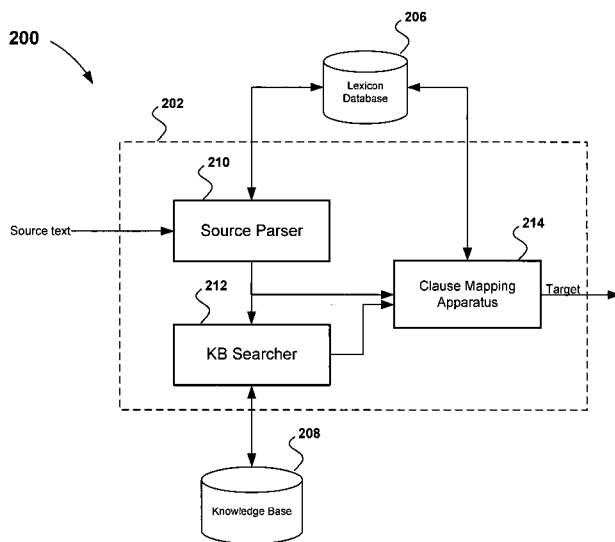 200
206
Lexicon
Database
202
210
Source Parser
Source text
214
Clause Mapping
Apparatus
Target
212
KB Searcher
208
Knowledge Base